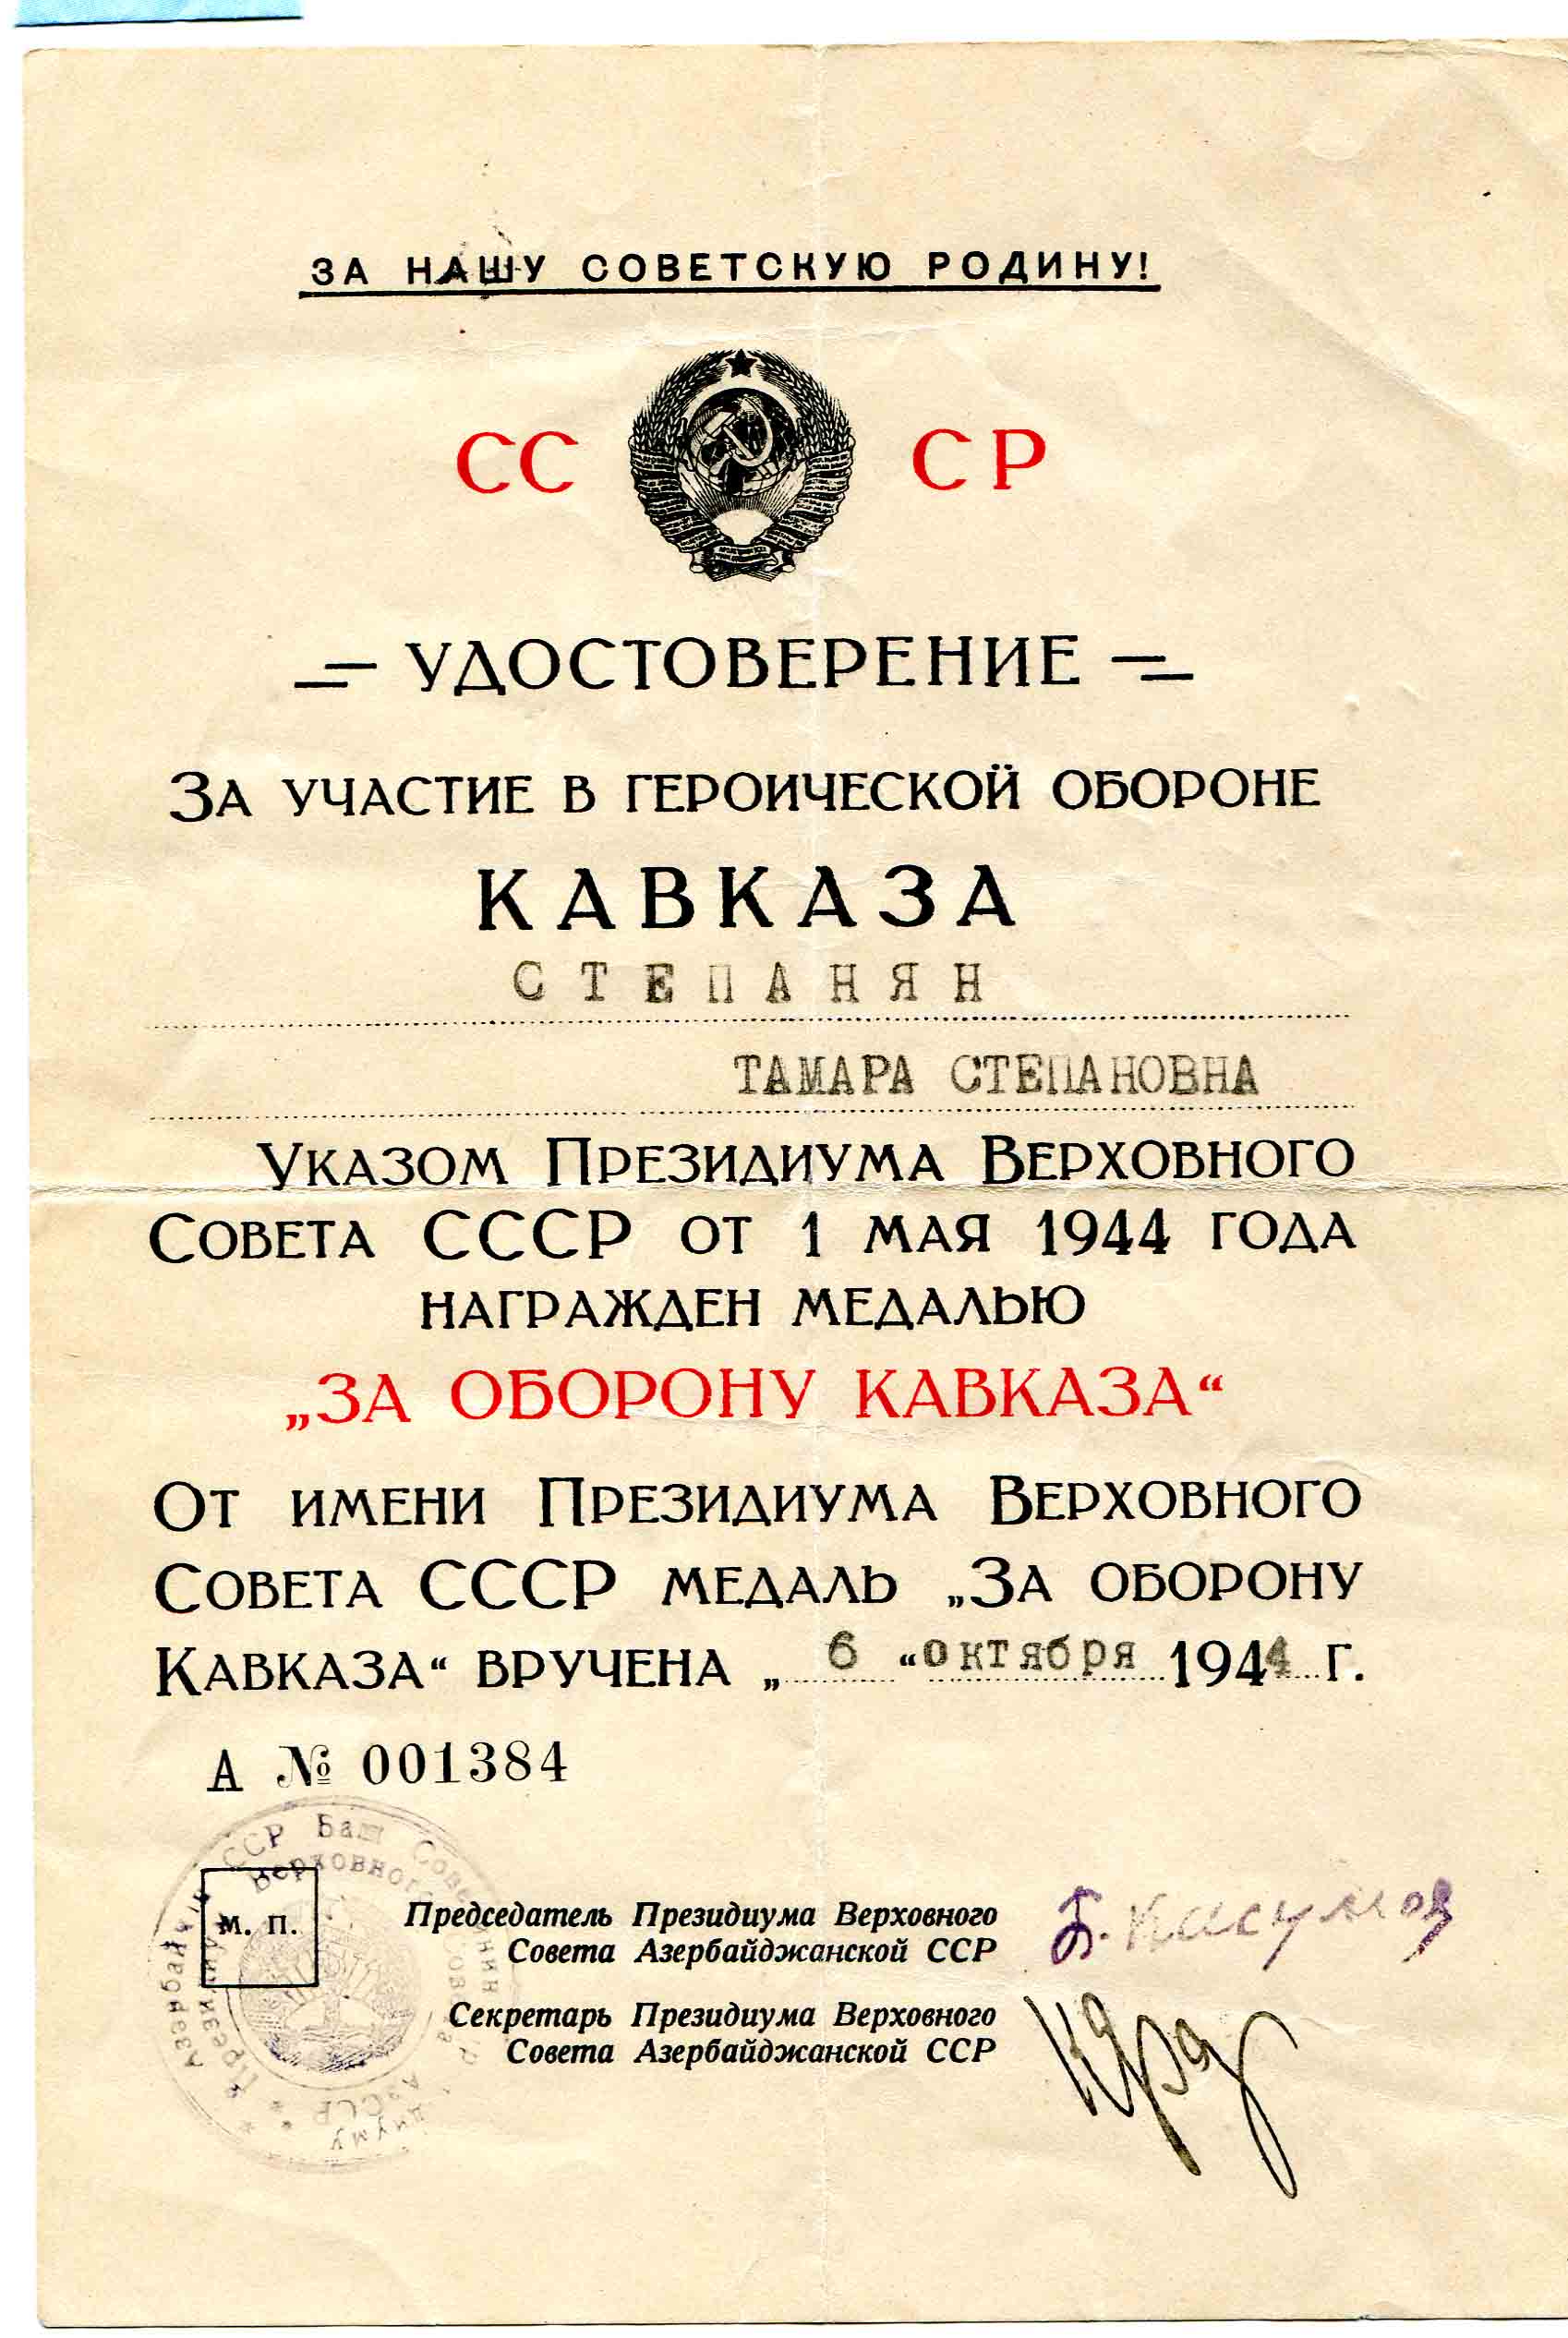 ЗА НАШУ СОВЕТСКУЮ РОДИНУ!
СС СР
УДОСТОВЕРЕНИЕ
ЗА УЧАСТИЕ В ГЕРОИЧЕСКОЙ ОБОРОНЕ
КАВКАЗА
СТЕПАНЯН
ТАМАРА СТЕПАНОВНА
УКАЗОМ ПРЕЗИДИУМА ВЕРХОВНОГО
СОВЕТА СССР ОТ 1 МАЯ 1944 ГОДА
НАГРАЖДЕН МЕДАЛЬЮ
„ЗА ОБОРОНУ КАВКАЗА“
ОТ ИМЕНИ ПРЕЗИДИУМА ВЕРХОВНОГО
СОВЕТА СССР МЕДАЛЬ „ЗА ОБОРОНУ
КАВКАЗА“ ВРУЧЕНА „ 6 “ октября 1944 Г.
А № 001384
М. П.
Председатель Президиума Верховного
Совета Азербайджанской ССР
Б. Касумов
Секретарь Президиума Верховного
Совета Азербайджанской ССР